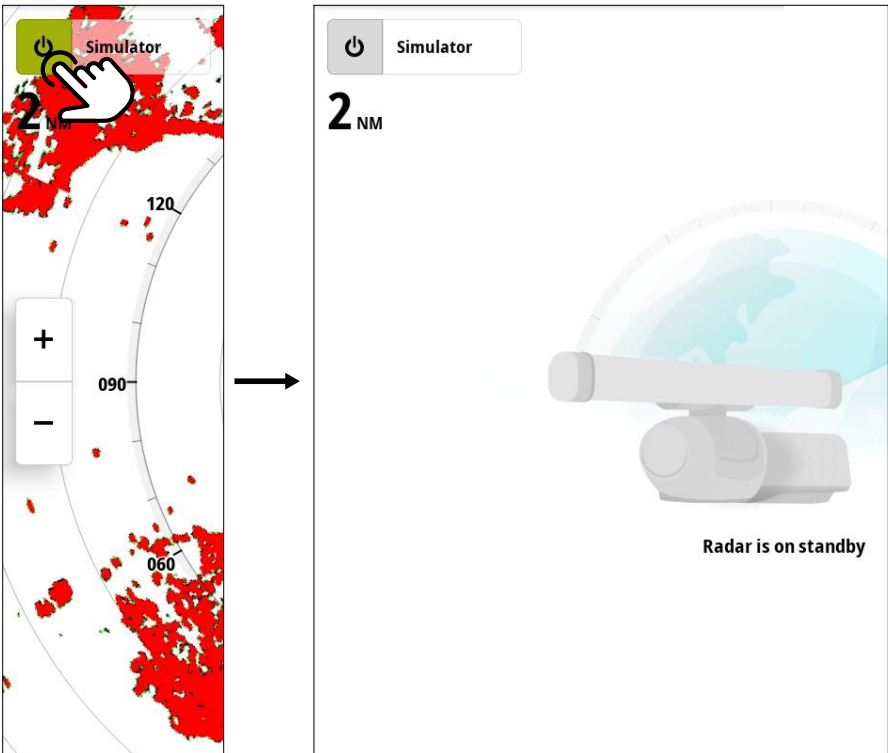 Simulator
2 NM
120
+
090
−
060
Simulator
2 NM
Radar is on standby